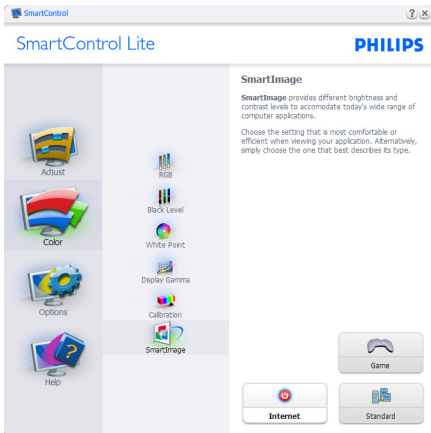 SmartControl
SmartControl Lite
PHILIPS
Adjust
Color
Options
Help
RGB
Black Level
White Point
Display Gamma
Calibration
SmartImage
SmartImage
SmartImage provides different brightness and
contrast levels to accomodate today's wide range of
computer applications.
Choose the setting that is most comfortable or
efficient when viewing your application. Alternatively,
simply choose the one that best describes its type.
Game
Internet
Standard